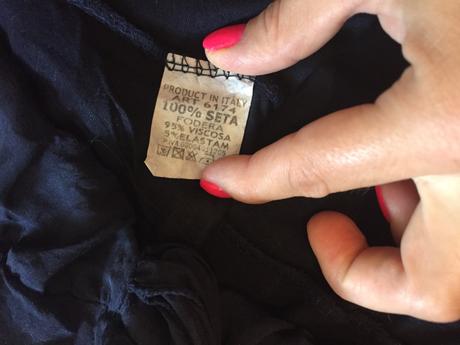 PRODUCT IN ITALY
ART 6174
100% SETA
FODERA
95% VISCOSA
5% ELASTAM